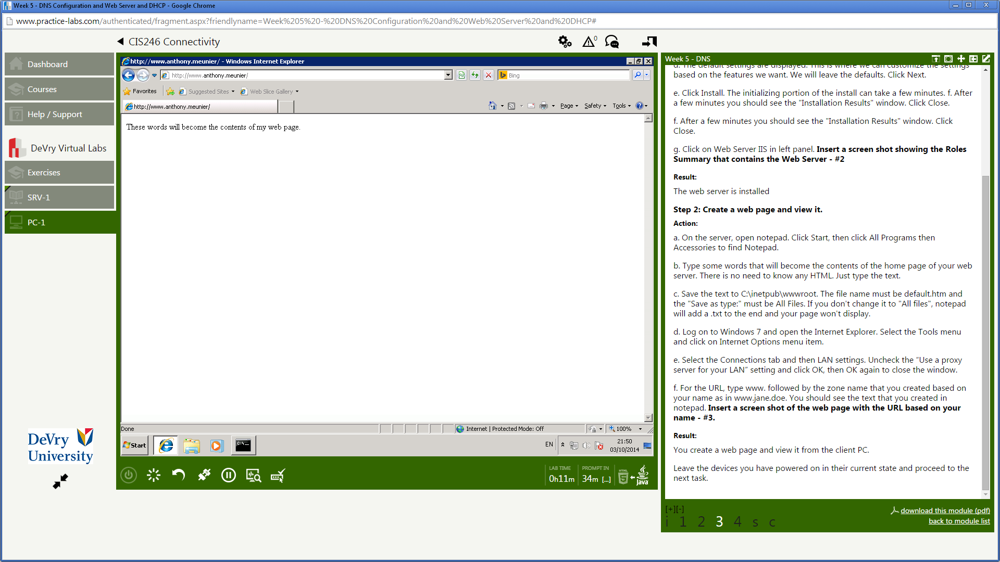 Week 5 - DNS Configuration and Web Server and DHCP - Google Chrome
www.practice-labs.com/authenticated/fragment.aspx?friendlyname=Week%205%20-%20DNS%20Configuration%20and%20Web%20Server%20and%20DHCP#
CIS246 Connectivity
0
Dashboard
Courses
Help / Support
DeVry Virtual Labs
Exercises
SRV-1
PC-1
DeVry
University
http://www.anthony.meunier/ - Windows Internet Explorer
http://www.anthony.meunier/
Bing
Favorites
Suggested Sites
Web Slice Gallery
http://www.anthony.meunier/
Page
Safety
Tools
These words will become the contents of my web page.
Done
Internet | Protected Mode: Off
100%
Start
EN
21:50
03/10/2014
LAB TIME
0h11m
PROMPT IN
34m [...]
HTML
5
Java
Week 5 - DNS
d. The default settings are displayed. This is where we can customize the settings
based on the features we want. We will leave the defaults. Click Next.
e. Click Install. The initializing portion of the install can take a few minutes. f. After
a few minutes you should see the "Installation Results" window. Click Close.
f. After a few minutes you should see the "Installation Results" window. Click
Close.
g. Click on Web Server IIS in left panel. Insert a screen shot showing the Roles
Summary that contains the Web Server - #2
Result:
The web server is installed
Step 2: Create a web page and view it.
Action:
a. On the server, open notepad. Click Start, then click All Programs then
Accessories to find Notepad.
b. Type some words that will become the contents of the home page of your web
server. There is no need to know any HTML. Just type the text.
c. Save the text to C:\inetpub\wwwroot. The file name must be default.htm and
the "Save as type:" must be All Files. If you don't change it to "All files", notepad
will add a .txt to the end and your page won't display.
d. Log on to Windows 7 and open the Internet Explorer. Select the Tools menu
and click on Internet Options menu item.
e. Select the Connections tab and then LAN settings. Uncheck the “Use a proxy
server for your LAN” setting and click OK, then OK again to close the window.
f. For the URL, type www. followed by the zone name that you created based on
your name as in www.jane.doe. You should see the text that you created in
notepad. Insert a screen shot of the web page with the URL based on your
name - #3.
Result:
You create a web page and view it from the client PC.
Leave the devices you have powered on in their current state and proceed to the
next task.
[+][-]
i 1 2 3 4 s c
download this module (pdf)
back to module list